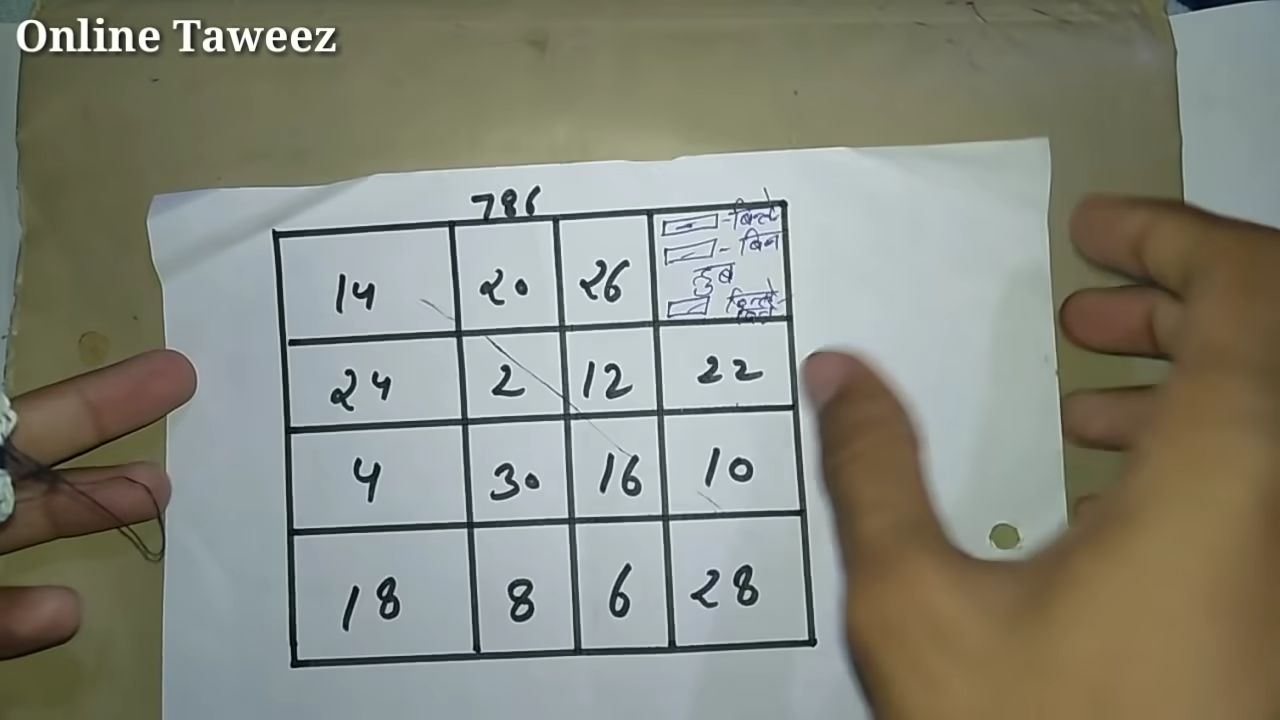 Online Taweez
786
14 20 26
-बिन्ते
- बिन
हुब
बिन्ते-
24 2 12 22
4 30 16 10
18 8 6 28